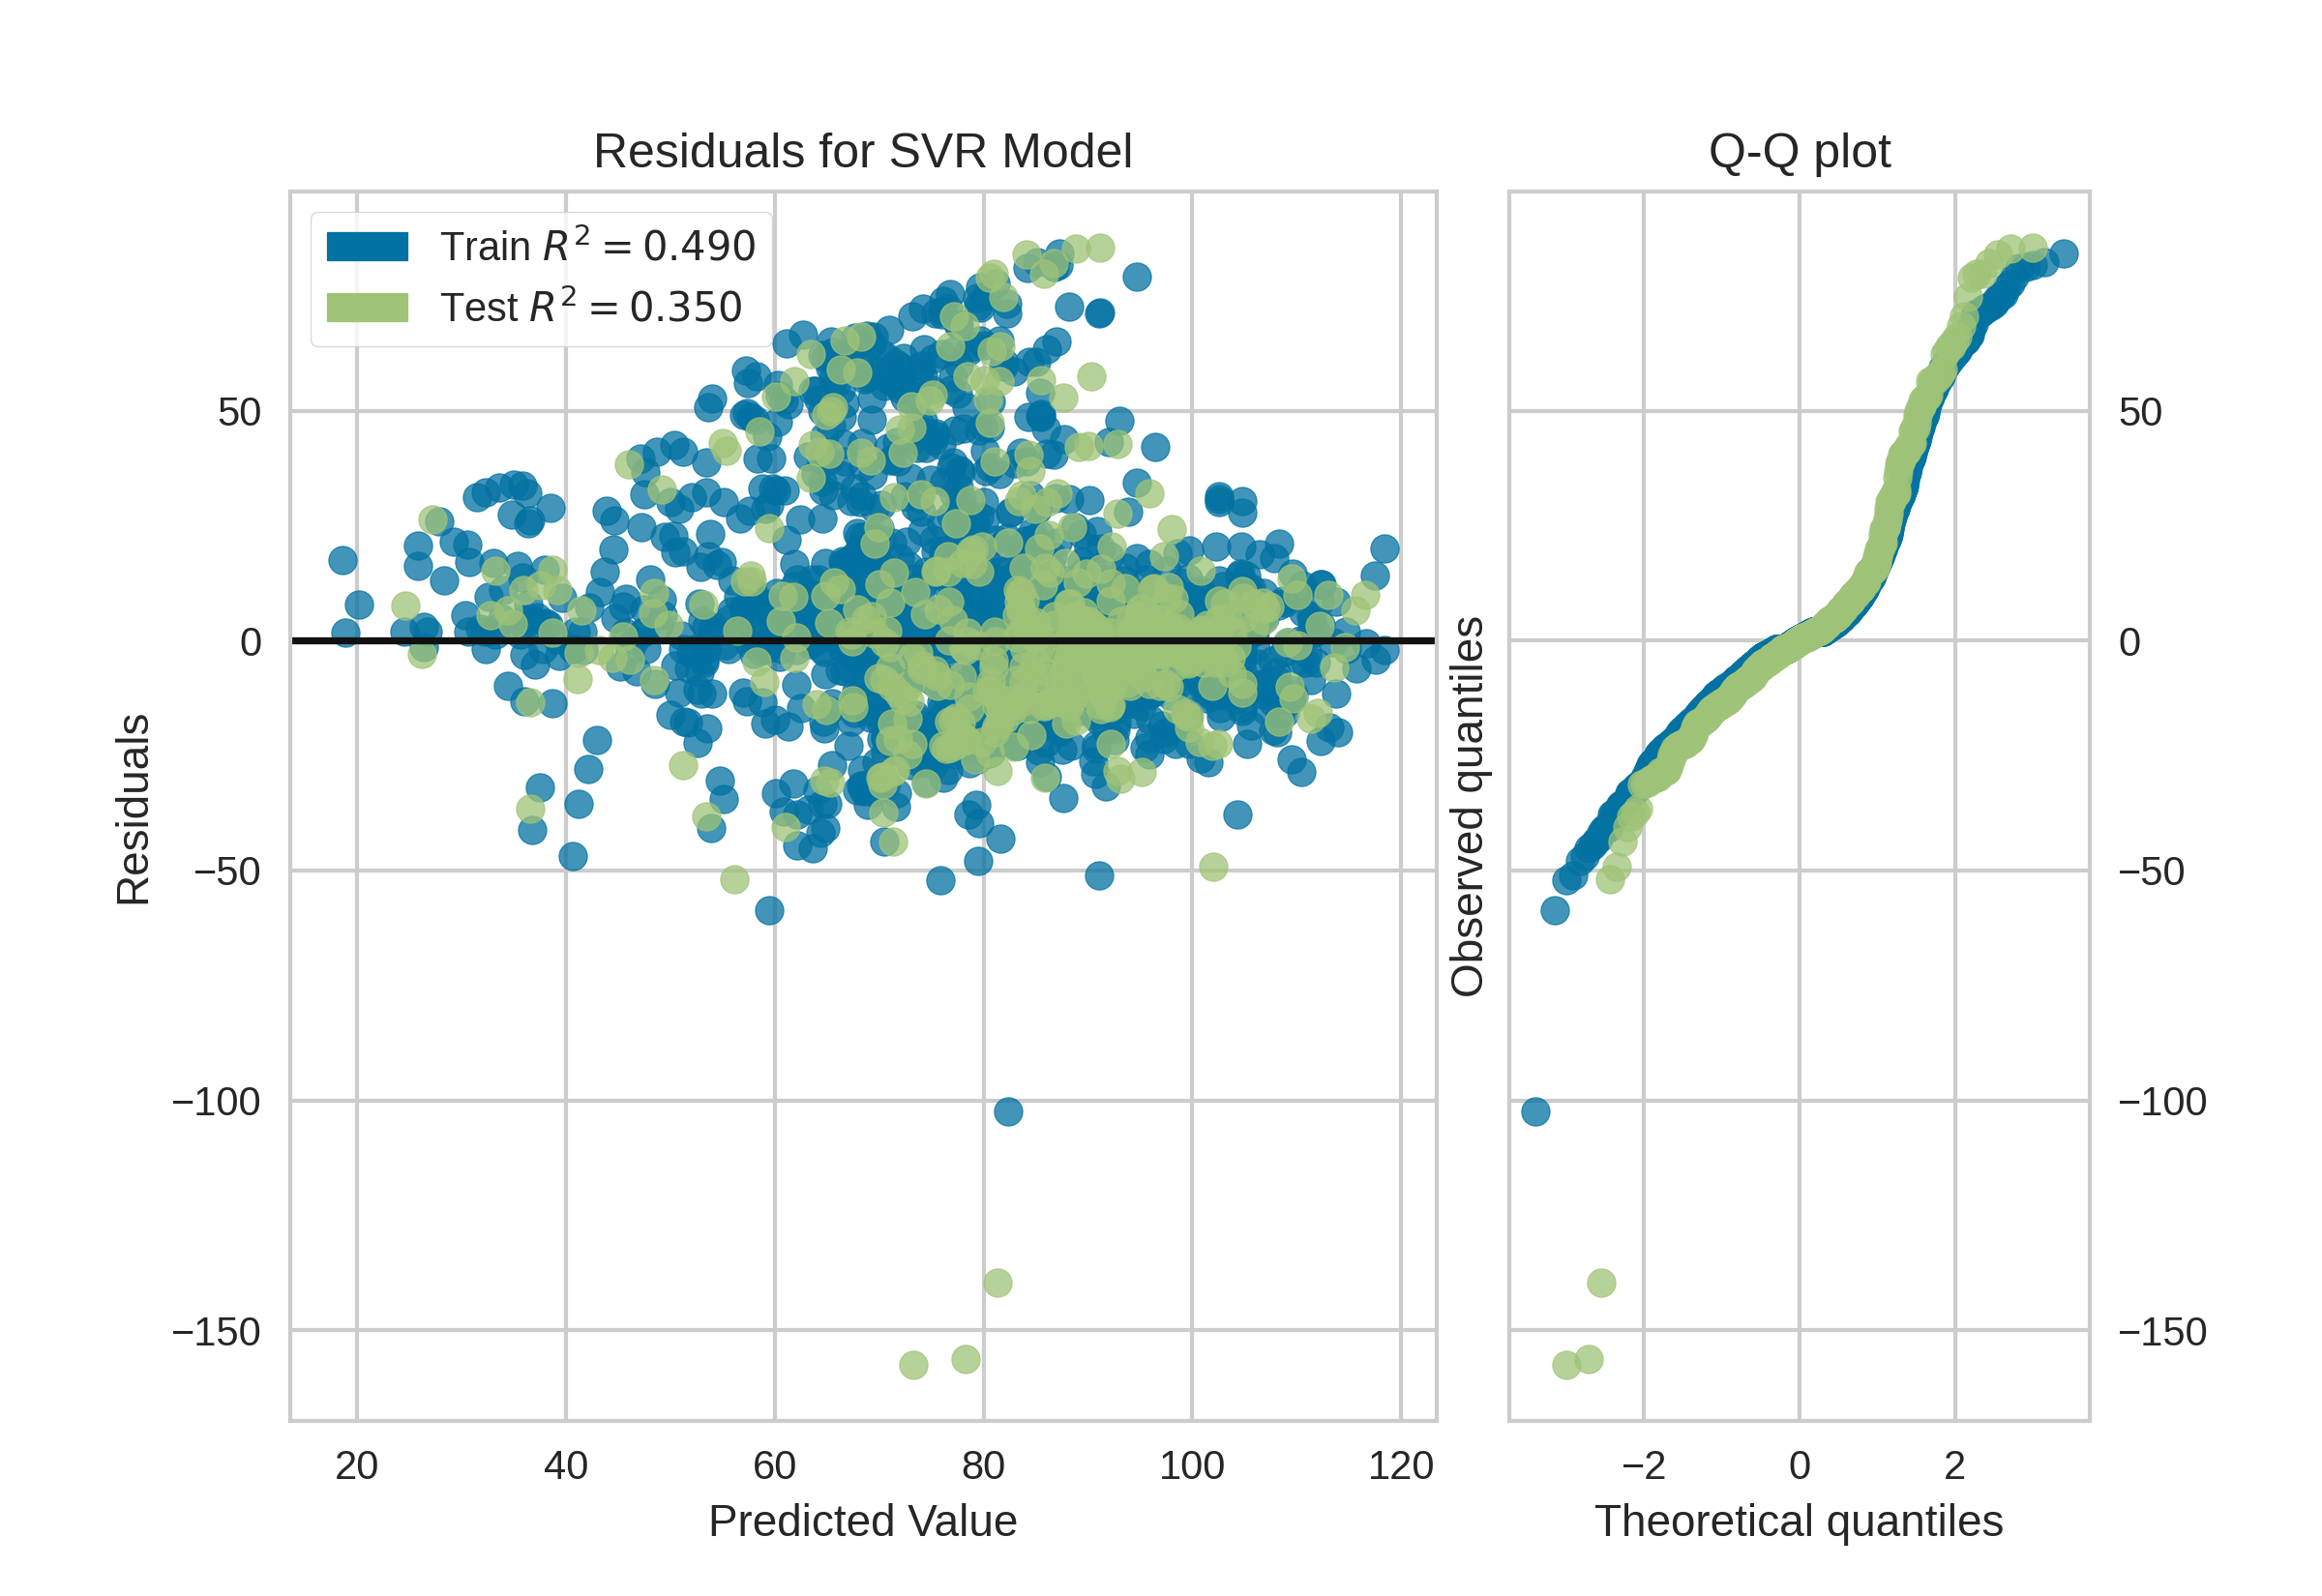 Residuals for SVR Model
Train R² = 0.490
Test R² = 0.350
50
0
−50
−100
−150
Residuals
20 40 60 80 100 120
Predicted Value
Q-Q plot
Observed quantiles
50
0
−50
−100
−150
−2 0 2
Theoretical quantiles